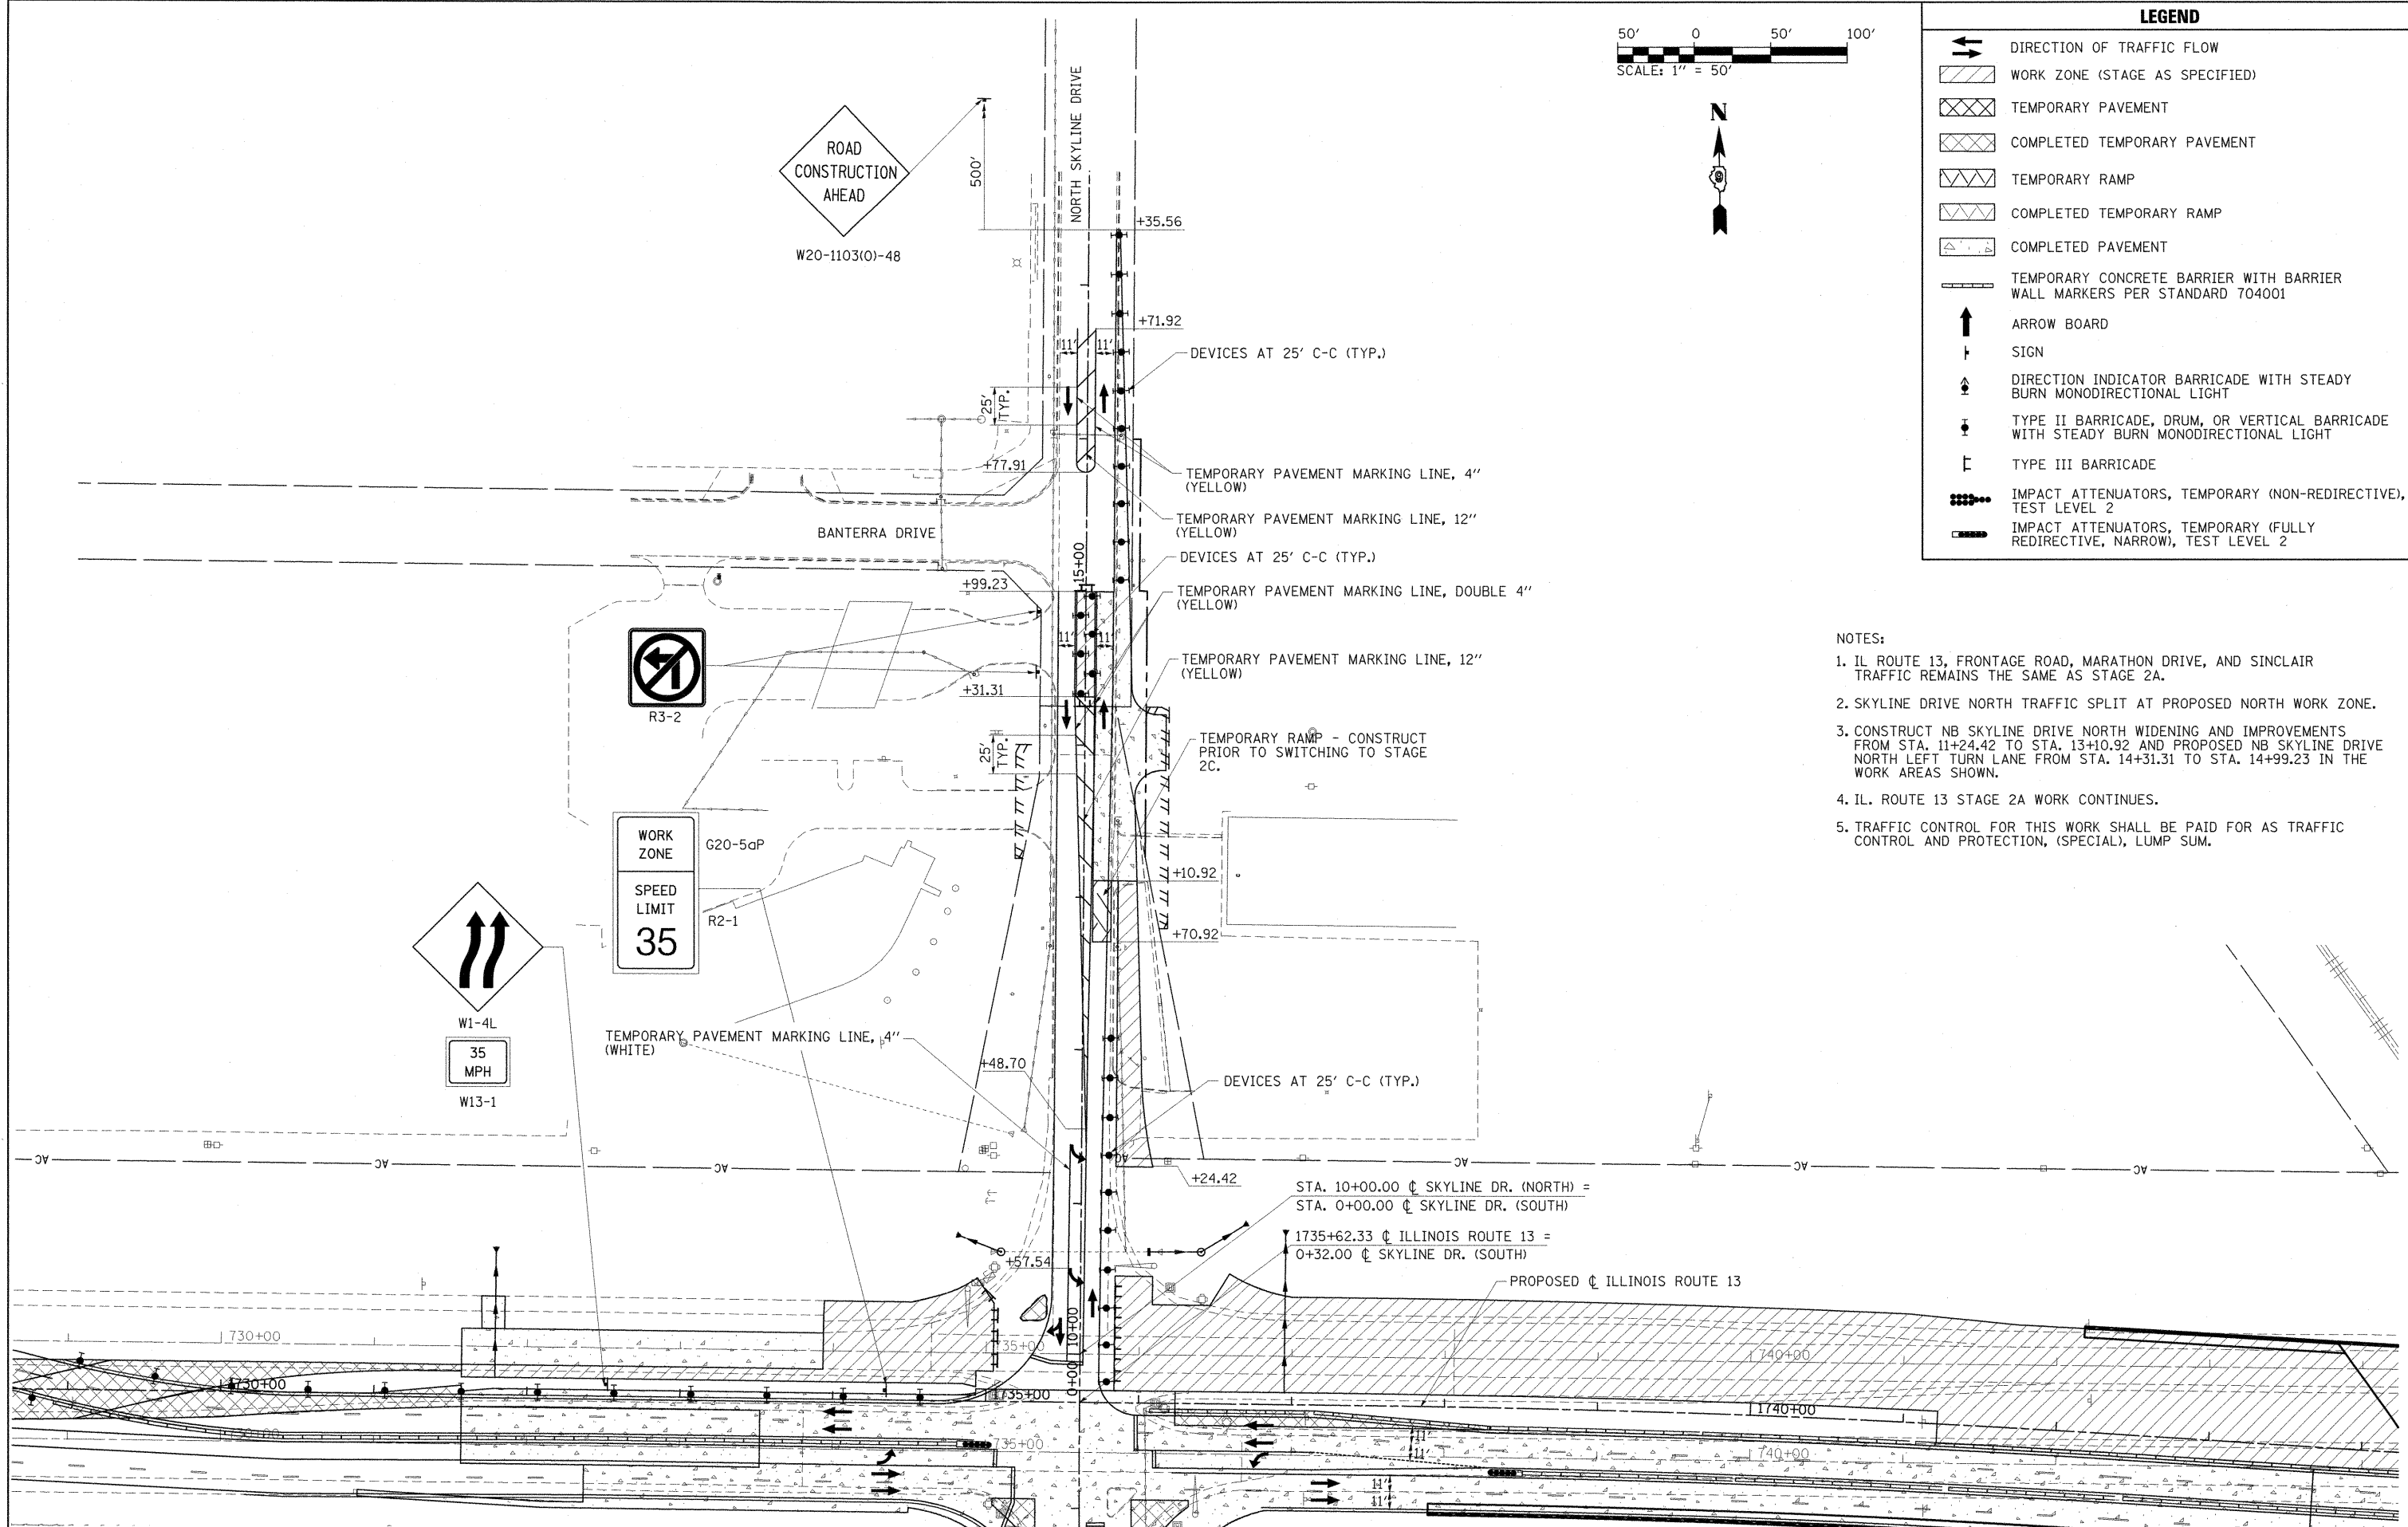 LEGEND
DIRECTION OF TRAFFIC FLOW
WORK ZONE (STAGE AS SPECIFIED)
TEMPORARY PAVEMENT
COMPLETED TEMPORARY PAVEMENT
TEMPORARY RAMP
COMPLETED TEMPORARY RAMP
COMPLETED PAVEMENT
TEMPORARY CONCRETE BARRIER WITH BARRIER
WALL MARKERS PER STANDARD 704001
ARROW BOARD
SIGN
DIRECTION INDICATOR BARRICADE WITH STEADY
BURN MONODIRECTIONAL LIGHT
TYPE II BARRICADE, DRUM, OR VERTICAL BARRICADE
WITH STEADY BURN MONODIRECTIONAL LIGHT
TYPE III BARRICADE
IMPACT ATTENUATORS, TEMPORARY (NON-REDIRECTIVE),
TEST LEVEL 2
IMPACT ATTENUATORS, TEMPORARY (FULLY
REDIRECTIVE, NARROW), TEST LEVEL 2
50' 0 50' 100'
SCALE: 1" = 50'
N
NORTH SKYLINE DRIVE
ROAD
CONSTRUCTION
AHEAD
W20-1103(O)-48
500'
+35.56
+71.92
11' 11'
DEVICES AT 25' C-C (TYP.)
25'
TYP.
+77.91
TEMPORARY PAVEMENT MARKING LINE, 4"
(YELLOW)
TEMPORARY PAVEMENT MARKING LINE, 12"
(YELLOW)
BANTERRA DRIVE
DEVICES AT 25' C-C (TYP.)
15+00
+99.23
TEMPORARY PAVEMENT MARKING LINE, DOUBLE 4"
(YELLOW)
11' 11'
TEMPORARY PAVEMENT MARKING LINE, 12"
(YELLOW)
+31.31
R3-2
25'
TYP.
TEMPORARY RAMP - CONSTRUCT
PRIOR TO SWITCHING TO STAGE
2C.
NOTES:
1. IL ROUTE 13, FRONTAGE ROAD, MARATHON DRIVE, AND SINCLAIR
TRAFFIC REMAINS THE SAME AS STAGE 2A.
2. SKYLINE DRIVE NORTH TRAFFIC SPLIT AT PROPOSED NORTH WORK ZONE.
3. CONSTRUCT NB SKYLINE DRIVE NORTH WIDENING AND IMPROVEMENTS
FROM STA. 11+24.42 TO STA. 13+10.92 AND PROPOSED NB SKYLINE DRIVE
NORTH LEFT TURN LANE FROM STA. 14+31.31 TO STA. 14+99.23 IN THE
WORK AREAS SHOWN.
4. IL. ROUTE 13 STAGE 2A WORK CONTINUES.
5. TRAFFIC CONTROL FOR THIS WORK SHALL BE PAID FOR AS TRAFFIC
CONTROL AND PROTECTION, (SPECIAL), LUMP SUM.
WORK
ZONE
G20-5aP
SPEED
LIMIT
35
R2-1
+10.92
+70.92
W1-4L
35
MPH
W13-1
TEMPORARY PAVEMENT MARKING LINE, 4"
(WHITE)
+48.70
DEVICES AT 25' C-C (TYP.)
AC AC AC AC AC AC AC
+24.42
STA. 10+00.00 ℄ SKYLINE DR. (NORTH) =
STA. 0+00.00 ℄ SKYLINE DR. (SOUTH)
1735+62.33 ℄ ILLINOIS ROUTE 13 =
0+32.00 ℄ SKYLINE DR. (SOUTH)
+57.54
PROPOSED ℄ ILLINOIS ROUTE 13
10+00
0+00
730+00 735+00 740+00
1730+00 1735+00 1740+00
735+00 740+00
11'
11'
11'
11'